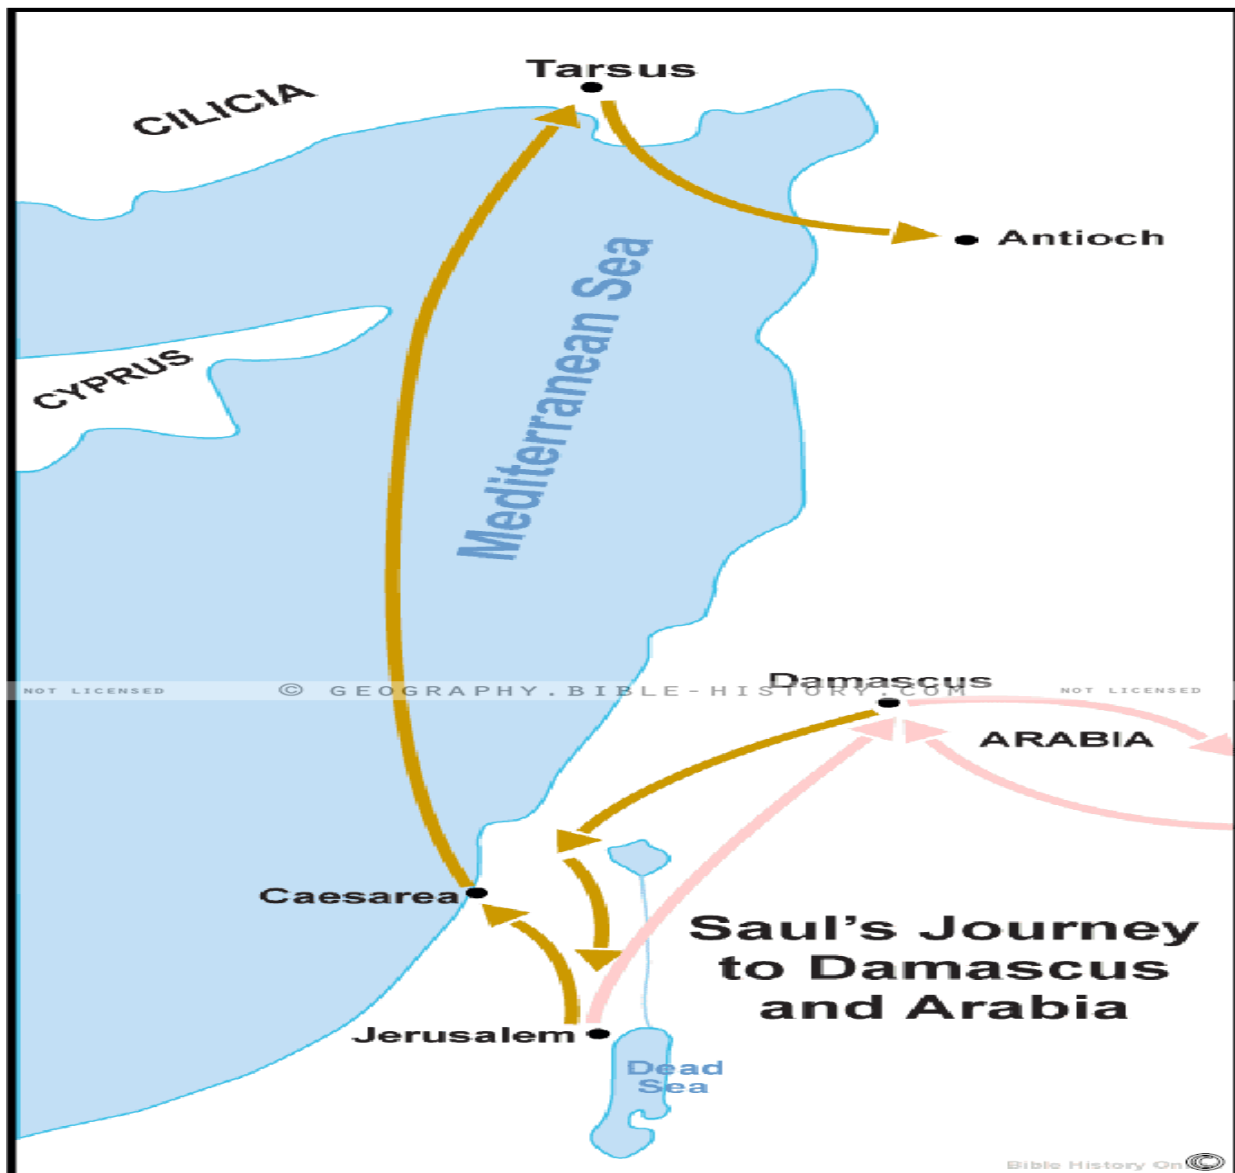 Tarsus
CILICIA
Antioch
Mediterranean Sea
CYPRUS
Damascus
NOT LICENSED © GEOGRAPHY.BIBLE-HISTORY.COM NOT LICENSED
ARABIA
Caesarea
Saul's Journey
to Damascus
and Arabia
Jerusalem
Dead
Sea
Bible History